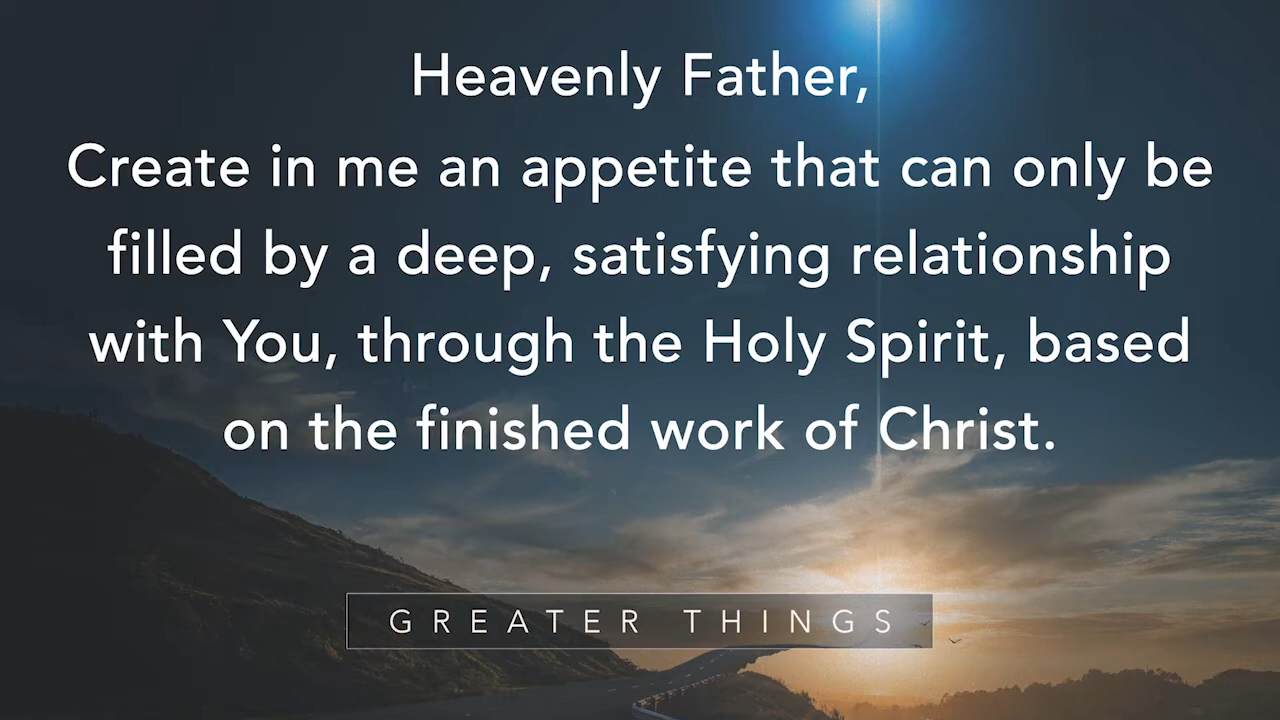 Heavenly Father,
Create in me an appetite that can only be
filled by a deep, satisfying relationship
with You, through the Holy Spirit, based
on the finished work of Christ.
GREATER THINGS